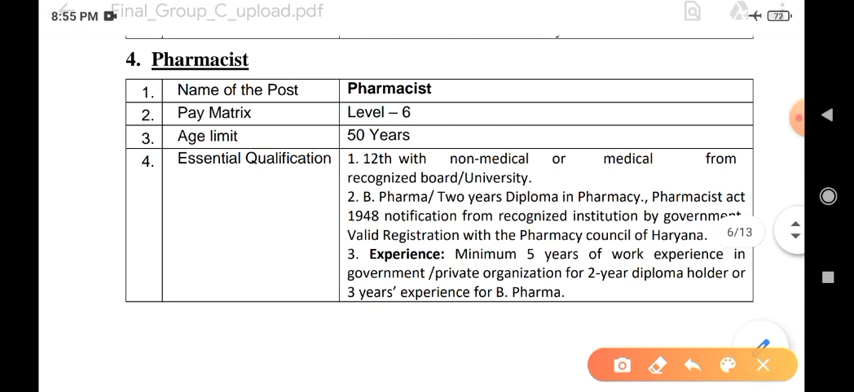 8:55 PM
Final_Group_C_upload.pdf
72
4. Pharmacist
1. Name of the Post Pharmacist
2. Pay Matrix Level – 6
3. Age limit 50 Years
4. Essential Qualification 1. 12th with non-medical or medical from
recognized board/University.
2. B. Pharma/ Two years Diploma in Pharmacy., Pharmacist act
1948 notification from recognized institution by government
Valid Registration with the Pharmacy council of Haryana.
6/13
3. Experience: Minimum 5 years of work experience in
government /private organization for 2-year diploma holder or
3 years’ experience for B. Pharma.